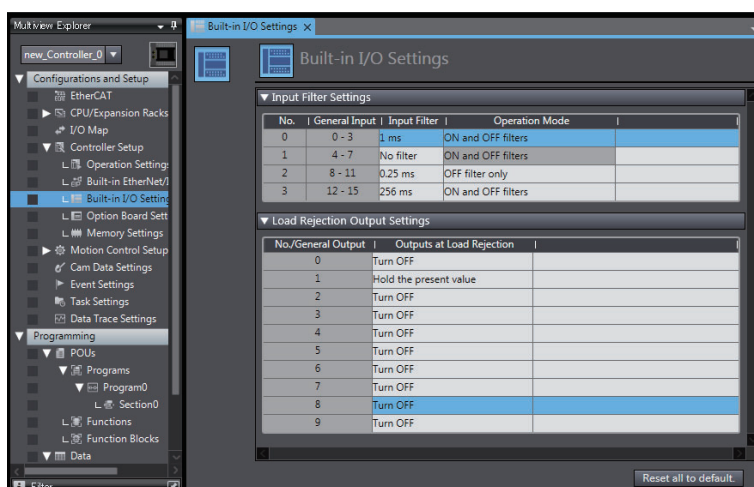 Multiview Explorer
Built-in I/O Settings
new_Controller_0
Built-in I/O Settings
Configurations and Setup
EtherCAT
CPU/Expansion Racks
I/O Map
Controller Setup
Operation Settings
Built-in EtherNet/I
Built-in I/O Setting
Option Board Sett
Memory Settings
Motion Control Setup
Cam Data Settings
Event Settings
Task Settings
Data Trace Settings
Programming
POUs
Programs
Program0
Section0
Functions
Function Blocks
Data
Filter
Input Filter Settings
No. General Input Input Filter Operation Mode
0 0 - 3 1 ms ON and OFF filters
1 4 - 7 No filter ON and OFF filters
2 8 - 11 0.25 ms OFF filter only
3 12 - 15 256 ms ON and OFF filters
Load Rejection Output Settings
No./General Output Outputs at Load Rejection
0 Turn OFF
1 Hold the present value
2 Turn OFF
3 Turn OFF
4 Turn OFF
5 Turn OFF
6 Turn OFF
7 Turn OFF
8 Turn OFF
9 Turn OFF
Reset all to default.